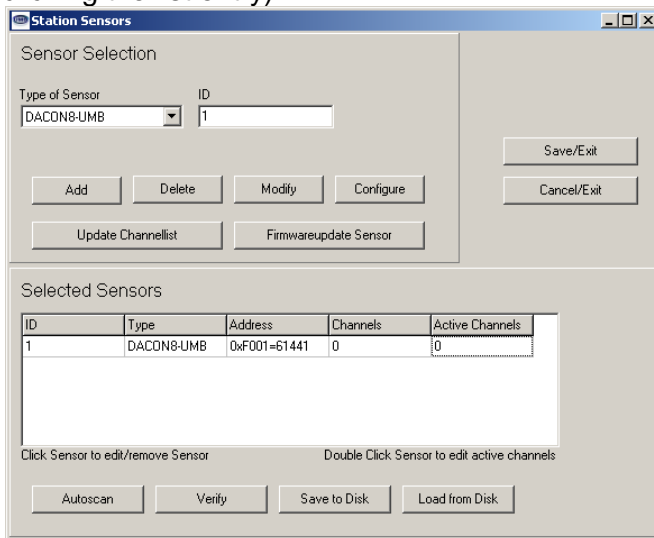 Station Sensors
Sensor Selection
Type of Sensor ID
DACON8-UMB 1
Save/Exit
Add Delete Modify Configure Cancel/Exit
Update Channellist Firmwareupdate Sensor
Selected Sensors
ID Type Address Channels Active Channels
1 DACON8-UMB 0xF001=61441 0 0
Click Sensor to edit/remove Sensor Double Click Sensor to edit active channels
Autoscan Verify Save to Disk Load from Disk